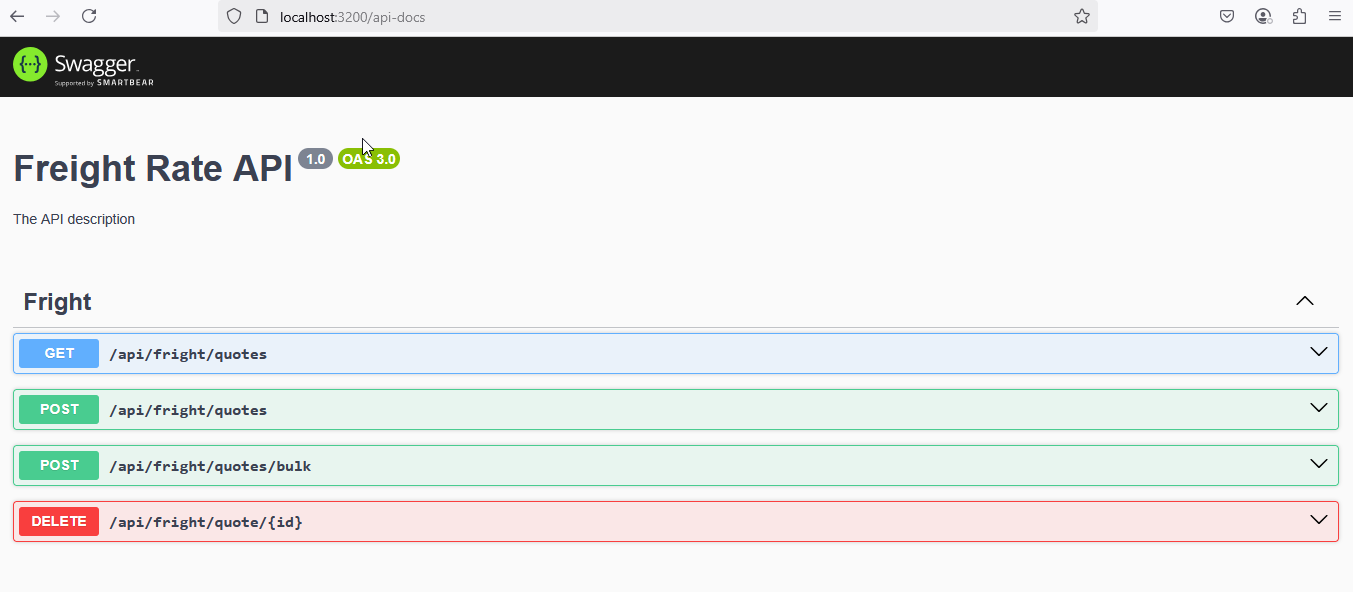 localhost:3200/api-docs
{···} Swagger
Supported by SMARTBEAR
Freight Rate API 1.0 OAS 3.0
The API description
Fright
GET /api/fright/quotes
POST /api/fright/quotes
POST /api/fright/quotes/bulk
DELETE /api/fright/quote/{id}